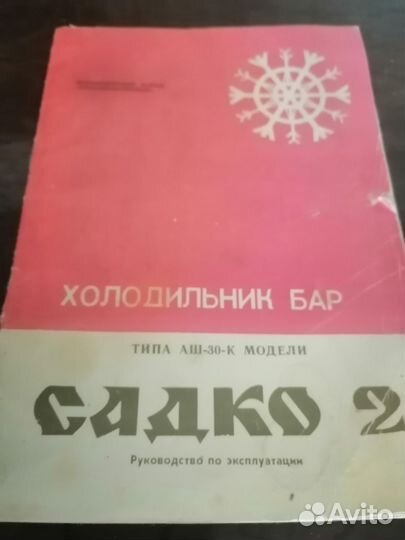 ХОЛОДИЛЬНИК БАР
ТИПА АШ-30-К МОДЕЛИ
САДКО 2
Руководство по эксплуатации
Avito